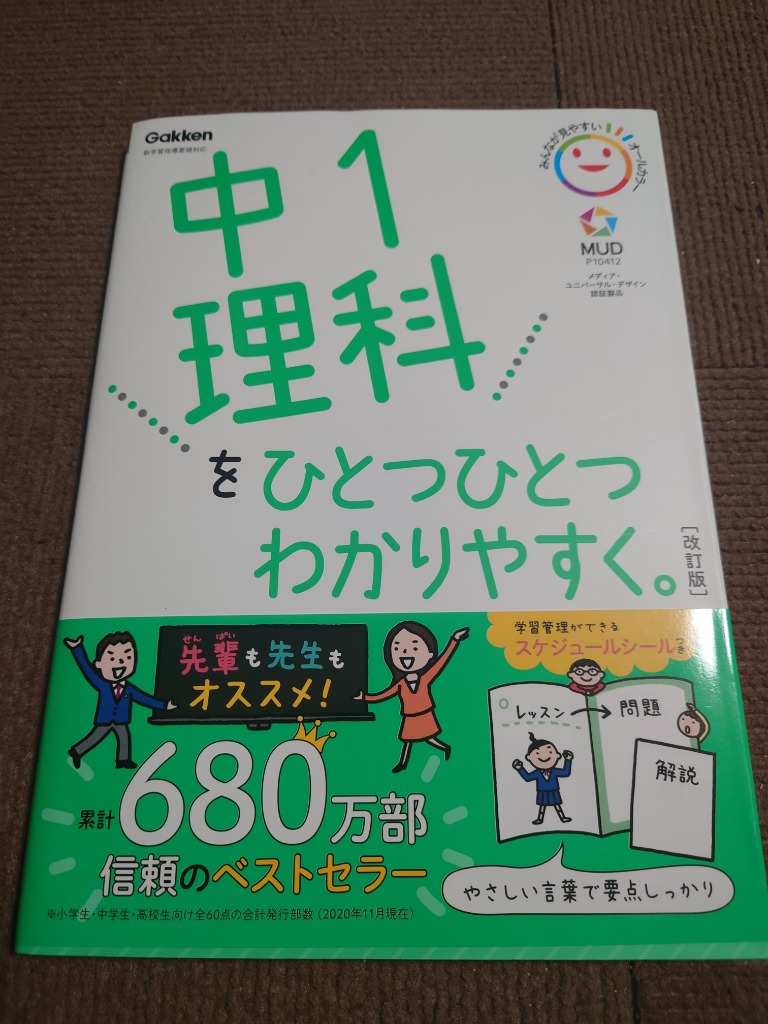 Gakken
新学習指導要領対応
みんなが見やすい オールカラー
MUD
P10412
メディア・
ユニバーサル・デザイン
認証製品
中1
理科
を ひとつひとつ
わかりやすく。
[改訂版]
せん ぱい
先輩も先生も
オススメ!
累計680万部
信頼のベストセラー
※小学生・中学生・高校生向け全60点の合計発行部数(2020年11月現在)
学習管理ができる
スケジュールシールつき
レッスン→問題
解説
やさしい言葉で要点しっかり